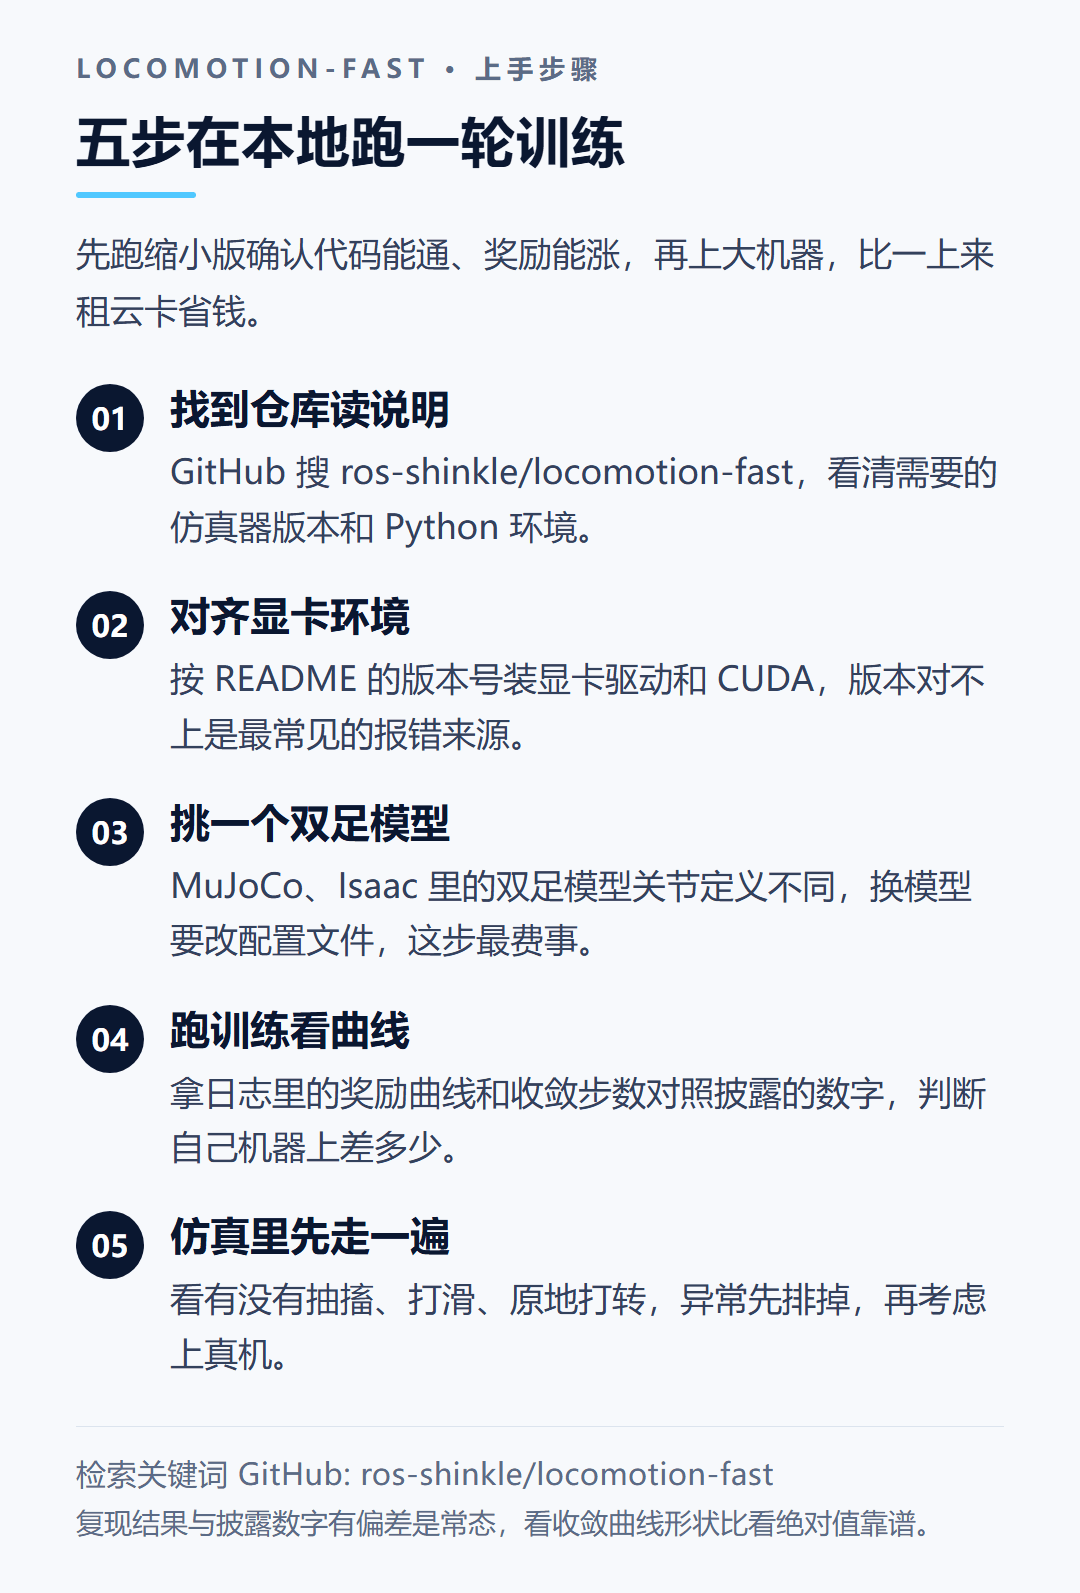 LOCOMOTION-FAST • 上手步骤
五步在本地跑一轮训练
先跑缩小版确认代码能通、奖励能涨，再上大机器，比一上来
租云卡省钱。
01 找到仓库读说明
GitHub 搜 ros-shinkle/locomotion-fast，看清需要的
仿真器版本和 Python 环境。
02 对齐显卡环境
按 README 的版本号装显卡驱动和 CUDA，版本对不
上是最常见的报错来源。
03 挑一个双足模型
MuJoCo、Isaac 里的双足模型关节定义不同，换模型
要改配置文件，这步最费事。
04 跑训练看曲线
拿日志里的奖励曲线和收敛步数对照披露的数字，判断
自己机器上差多少。
05 仿真里先走一遍
看有没有抽搐、打滑、原地打转，异常先排掉，再考虑
上真机。
检索关键词 GitHub: ros-shinkle/locomotion-fast
复现结果与披露数字有偏差是常态，看收敛曲线形状比看绝对值靠谱。